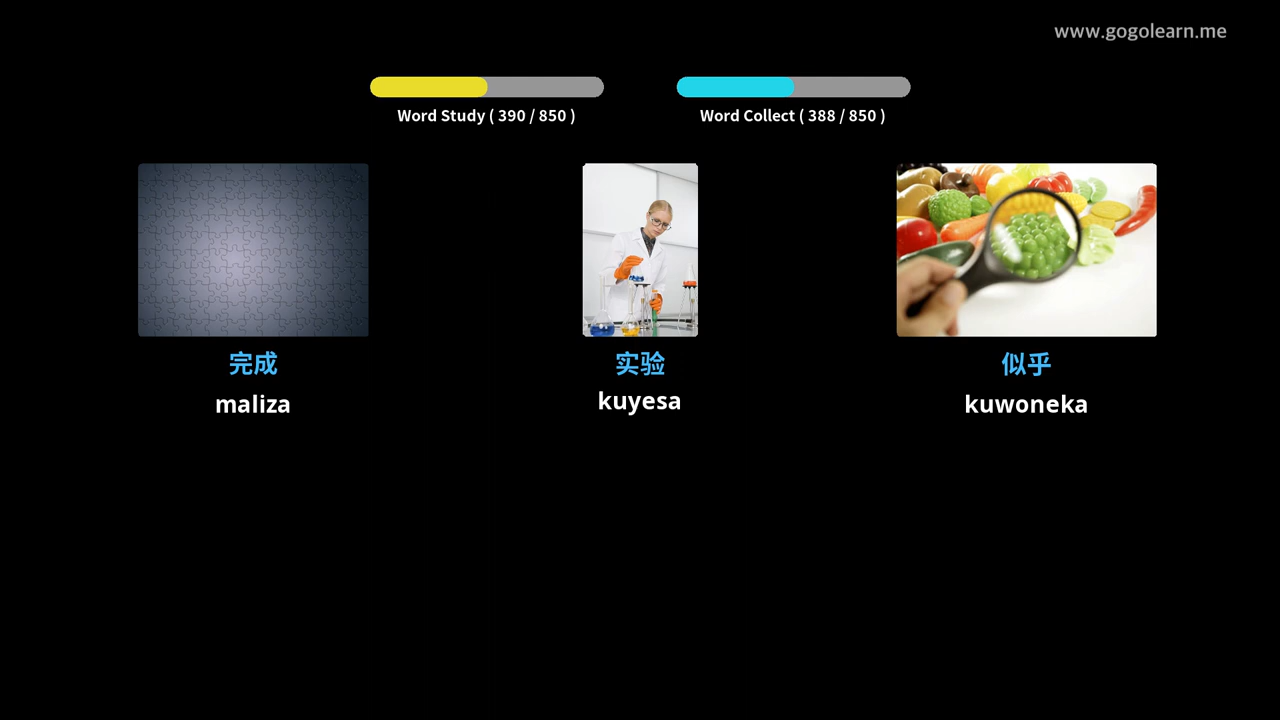 www.gogolearn.me
Word Study ( 390 / 850 )
Word Collect ( 388 / 850 )
完成
实验
似乎
maliza
kuyesa
kuwoneka